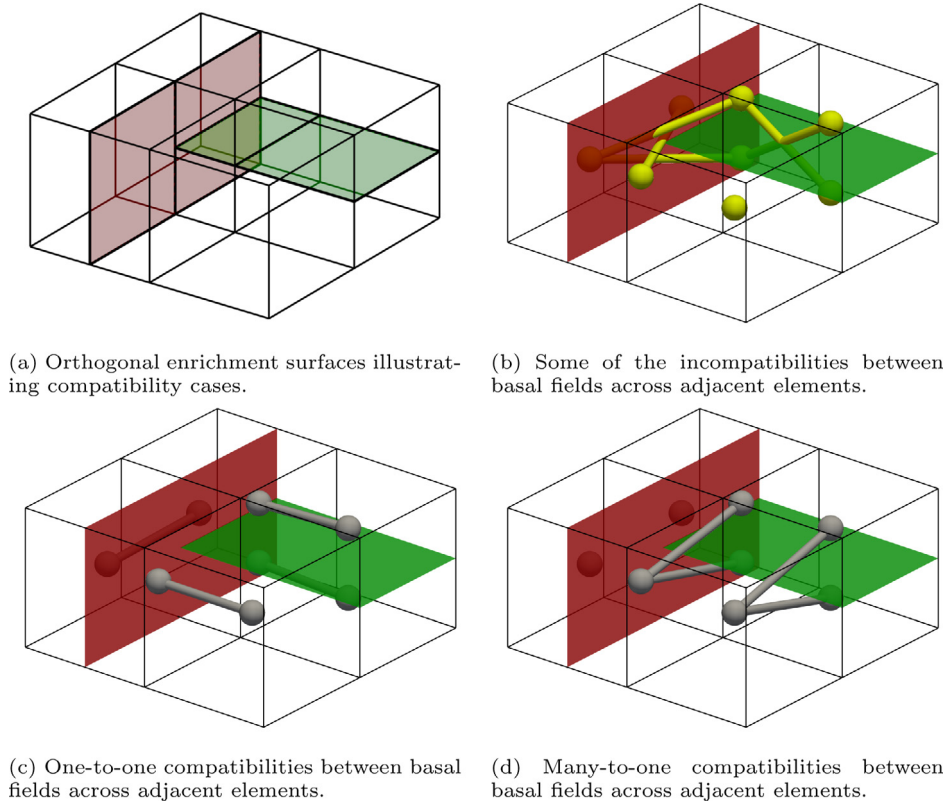 (a) Orthogonal enrichment surfaces illustrat-
ing compatibility cases.
(b) Some of the incompatibilities between
basal fields across adjacent elements.
(c) One-to-one compatibilities between basal
fields across adjacent elements.
(d) Many-to-one compatibilities between
basal fields across adjacent elements.